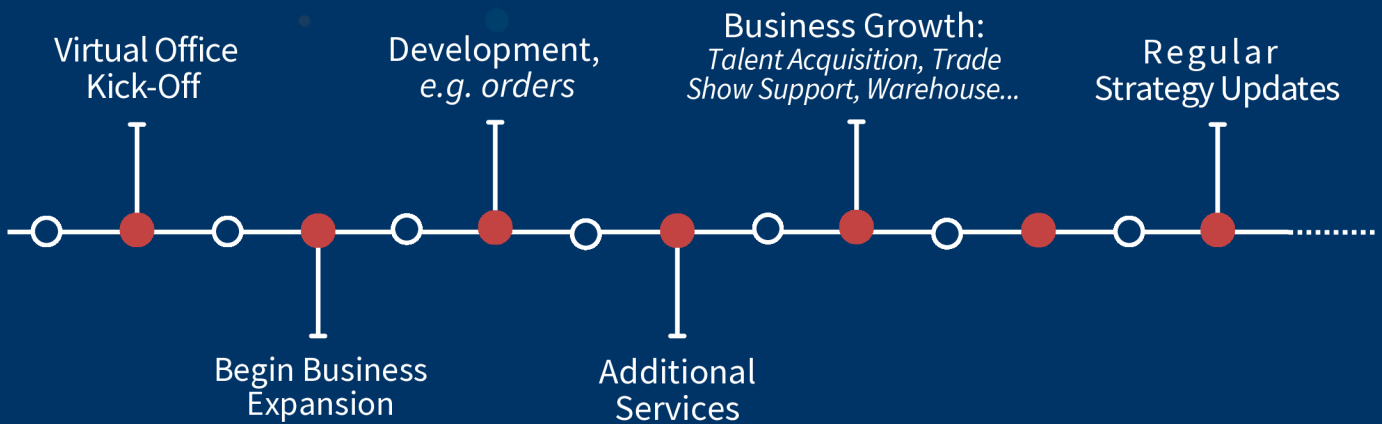 Virtual Office
Kick-Off
Begin Business
Expansion
Development,
e.g. orders
Additional
Services
Business Growth:
Talent Acquisition, Trade
Show Support, Warehouse...
Regular
Strategy Updates